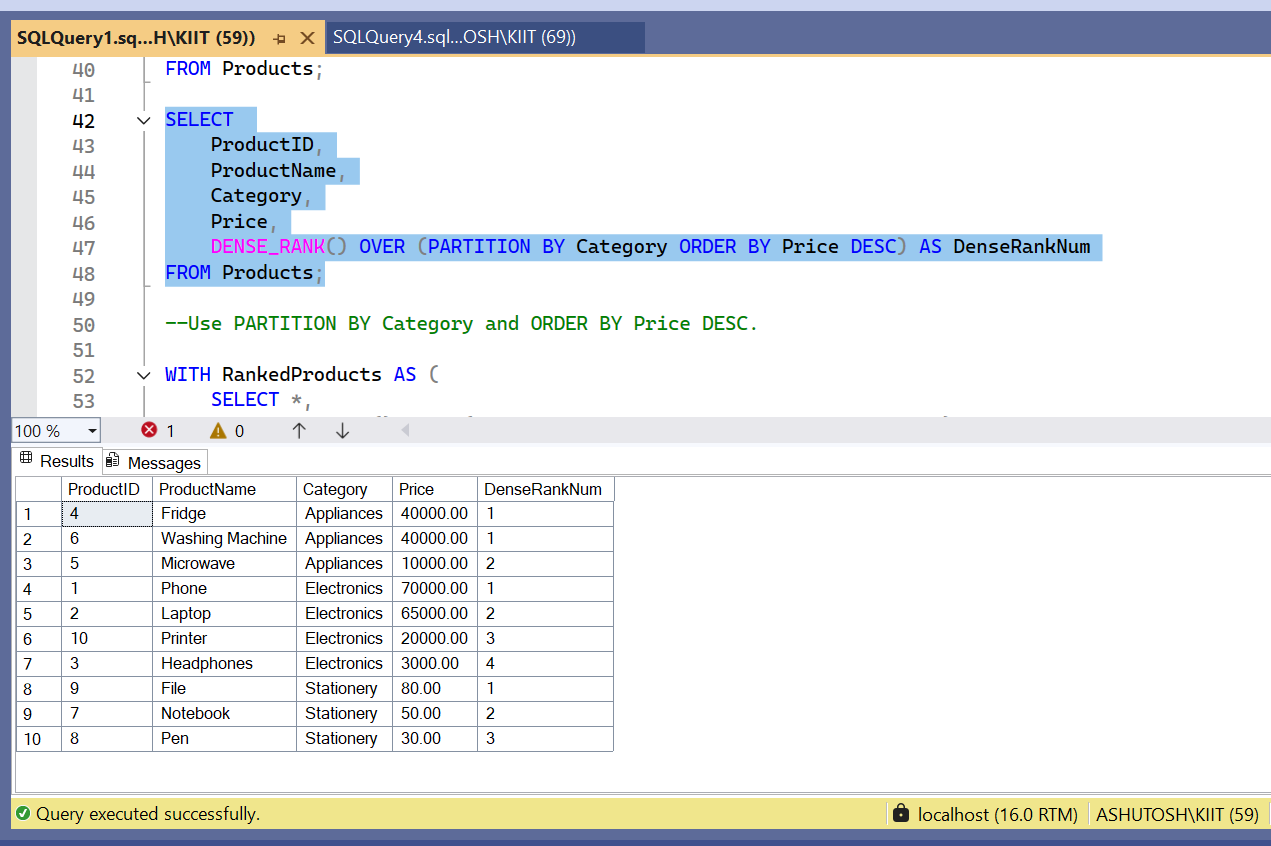 SQLQuery1.sq...H\KIIT (59)) SQLQuery4.sql...OSH\KIIT (69))
40 FROM Products;
41
42 SELECT
43 ProductID,
44 ProductName,
45 Category,
46 Price,
47 DENSE_RANK() OVER (PARTITION BY Category ORDER BY Price DESC) AS DenseRankNum
48 FROM Products;
49
50 --Use PARTITION BY Category and ORDER BY Price DESC.
51
52 WITH RankedProducts AS (
53 SELECT *,
100 % 1 0
Results Messages
ProductID ProductName Category Price DenseRankNum
1 4 Fridge Appliances 40000.00 1
2 6 Washing Machine Appliances 40000.00 1
3 5 Microwave Appliances 10000.00 2
4 1 Phone Electronics 70000.00 1
5 2 Laptop Electronics 65000.00 2
6 10 Printer Electronics 20000.00 3
7 3 Headphones Electronics 3000.00 4
8 9 File Stationery 80.00 1
9 7 Notebook Stationery 50.00 2
10 8 Pen Stationery 30.00 3
Query executed successfully. localhost (16.0 RTM) ASHUTOSH\KIIT (59)